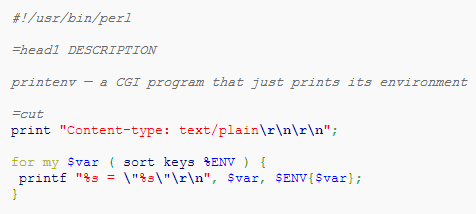 #!/usr/bin/perl
=head1 DESCRIPTION
printenv — a CGI program that just prints its environment
=cut
print "Content-type: text/plain\r\n\r\n";
for my $var ( sort keys %ENV ) {
 printf "%s = \"%s\"\r\n", $var, $ENV{$var};
}